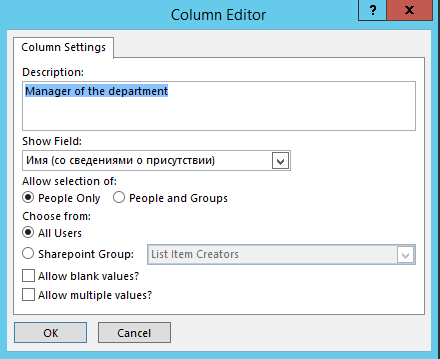 Column Editor
?
x
Column Settings
Description:
Manager of the department
Show Field:
Имя (со сведениями о присутствии)
Allow selection of:
People Only People and Groups
Choose from:
All Users
Sharepoint Group: List Item Creators
Allow blank values?
Allow multiple values?
OK Cancel